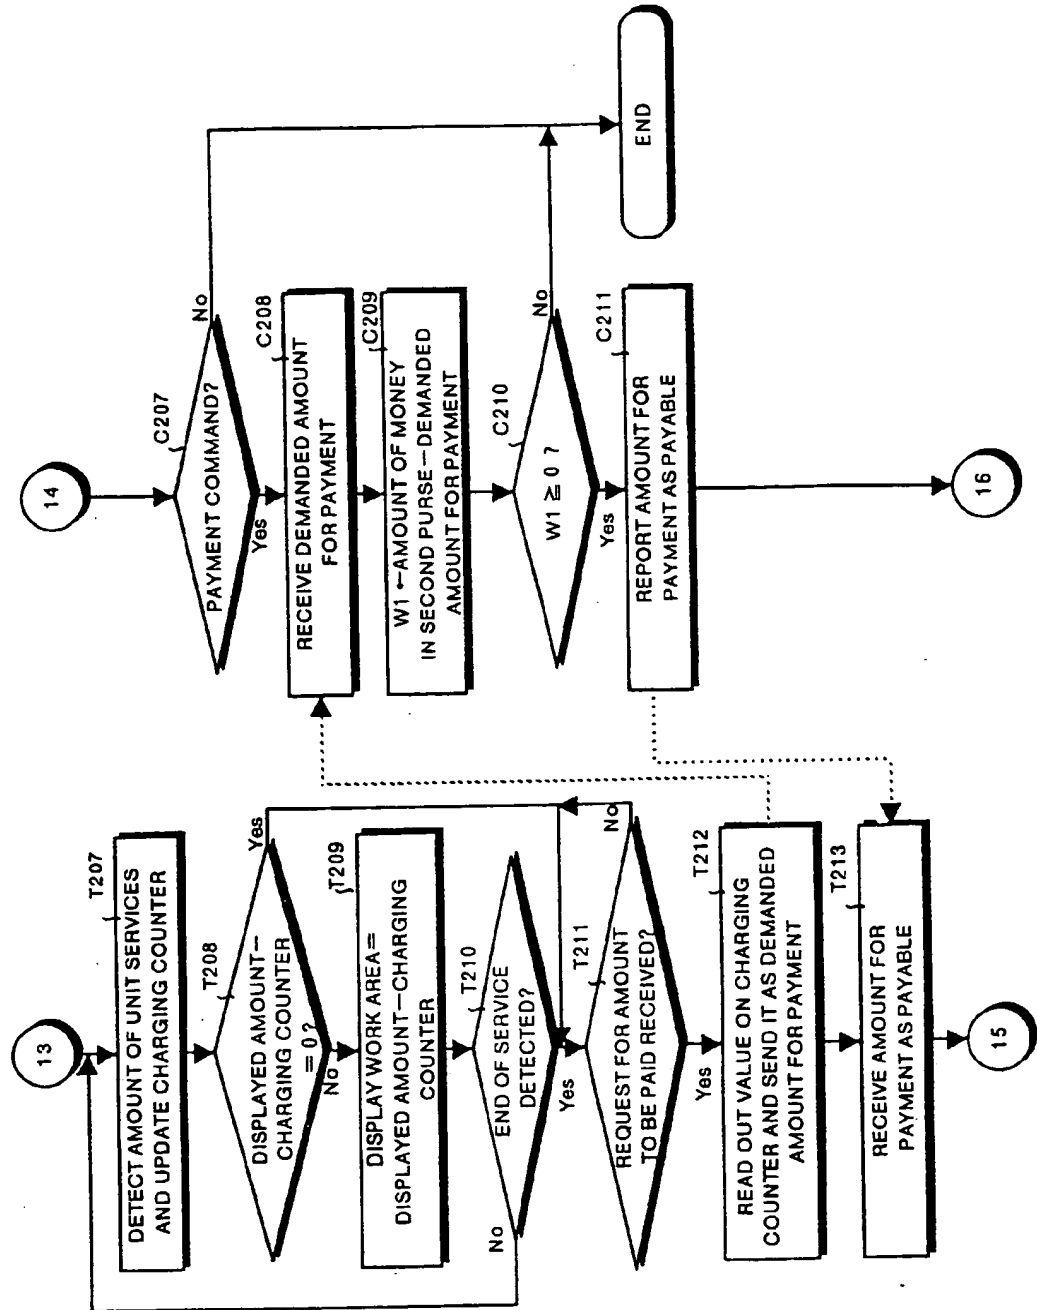 13
T207
DETECT AMOUNT OF UNIT SERVICES
AND UPDATE CHARGING COUNTER
T208
DISPLAYED AMOUNT—
CHARGING COUNTER
=0?
Yes
No
T209
DISPLAY WORK AREA=
DISPLAYED AMOUNT—CHARGING
COUNTER
T210
END OF SERVICE
DETECTED?
No
Yes
T211
REQUEST FOR AMOUNT
TO BE PAID RECEIVED?
No
Yes
T212
READ OUT VALUE ON CHARGING
COUNTER AND SEND IT AS DEMANDED
AMOUNT FOR PAYMENT
T213
RECEIVE AMOUNT FOR
PAYMENT AS PAYABLE
15
14
C207
PAYMENT COMMAND?
No
Yes
C208
RECEIVE DEMANDED AMOUNT
FOR PAYMENT
C209
W1 ←AMOUNT OF MONEY
IN SECOND PURSE—DEMANDED
AMOUNT FOR PAYMENT
C210
W1 ≧ 0 ?
No
Yes
C211
REPORT AMOUNT FOR
PAYMENT AS PAYABLE
16
END